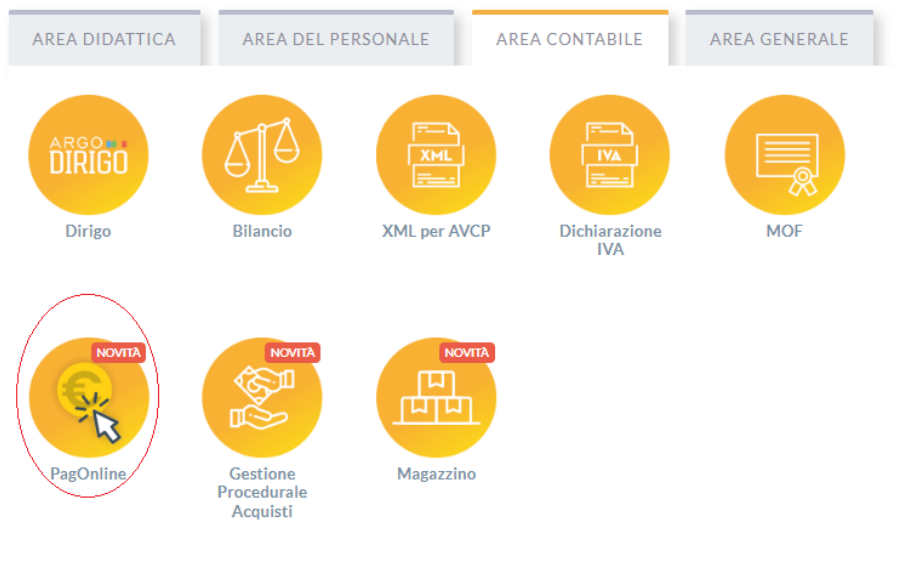 AREA DIDATTICA
AREA DEL PERSONALE
AREA CONTABILE
AREA GENERALE
ARGO
DIRIGO
XML
IVA
Dirigo
Bilancio
XML per AVCP
Dichiarazione
IVA
MOF
NOVITÀ
NOVITÀ
NOVITÀ
€
PagOnline
Gestione
Procedurale
Acquisti
Magazzino